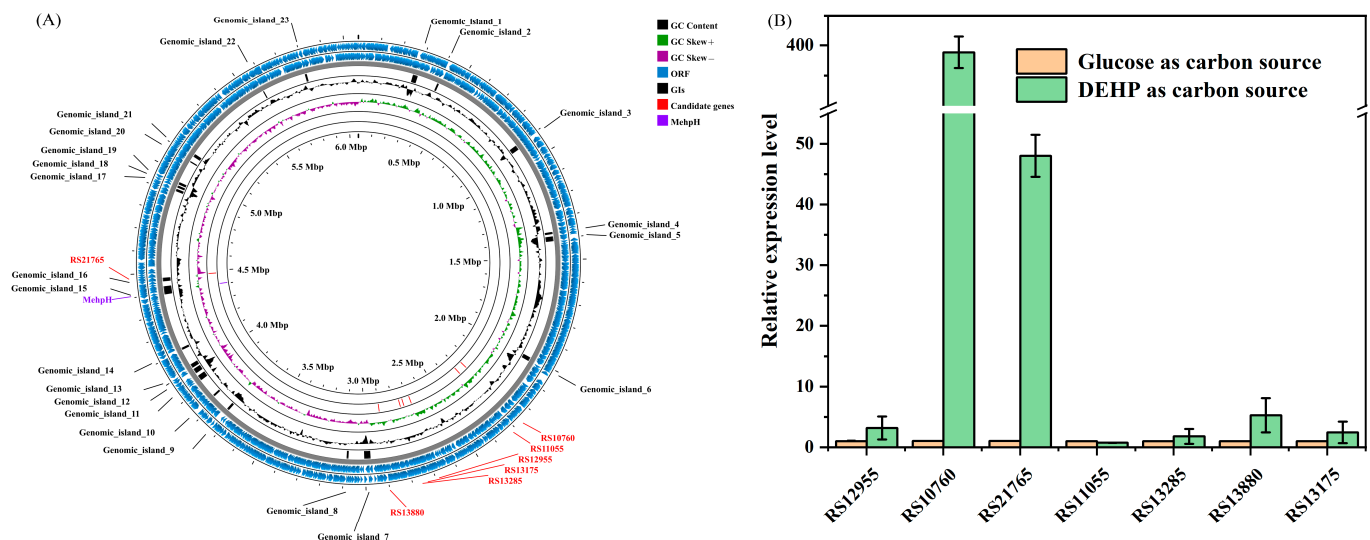 (A)
Genomic_island_23
Genomic_island_22
Genomic_island_21
Genomic_island_20
Genomic_island_19
Genomic_island_18
Genomic_island_17
RS21765
Genomic_island_16
Genomic_island_15
MehpH
Genomic_island_14
Genomic_island_13
Genomic_island_12
Genomic_island_11
Genomic_island_10
Genomic_island_9
Genomic_island_8
Genomic_island_7
Genomic_island_1
Genomic_island_2
Genomic_island_3
Genomic_island_4
Genomic_island_5
Genomic_island_6
RS10760
RS11055
RS12955
RS13175
RS13285
RS13880
6.0 Mbp
0.5 Mbp
1.0 Mbp
1.5 Mbp
2.0 Mbp
2.5 Mbp
3.0 Mbp
3.5 Mbp
4.0 Mbp
4.5 Mbp
5.0 Mbp
5.5 Mbp
GC Content
GC Skew+
GC Skew−
ORF
GIs
Candidate genes
MehpH
(B)
Relative expression level
400
50
40
30
20
10
0
Glucose as carbon source
DEHP as carbon source
RS12955
RS10760
RS21765
RS11055
RS13285
RS13880
RS13175